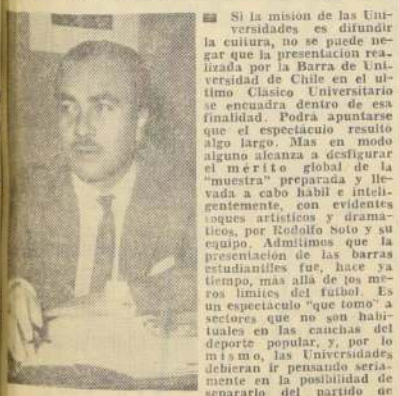 Si la misión de las Uni-
versidades es difundir
la cultura, no se puede ne-
gar que la presentación rea-
lizada por la Barra de Uni-
versidad de Chile en el ul-
timo Clásico Universitario
se encuadra dentro de esa
finalidad. Podrá apuntarse
que el espectáculo resultó
algo largo. Mas en modo
alguno alcanza a desfigurar
el mérito global de la
"muestra" preparada y lle-
vada a cabo hábil e inteli-
gentemente, con evidentes
toques artísticos y dramá-
ticos, por Rodolfo Soto y su
equipo. Admitimos que la
presentación de las barras
estudiantiles fue, hace ya
tiempo, más allá de los me-
ros límites del fútbol. Es
un espectáculo "que tomó" a
sectores que no son habi-
tuales en las canchas del
deporte popular, y, por lo
mismo, las Universidades
debieran ir pensando seria-
mente en la posibilidad de
separarlo del partido de